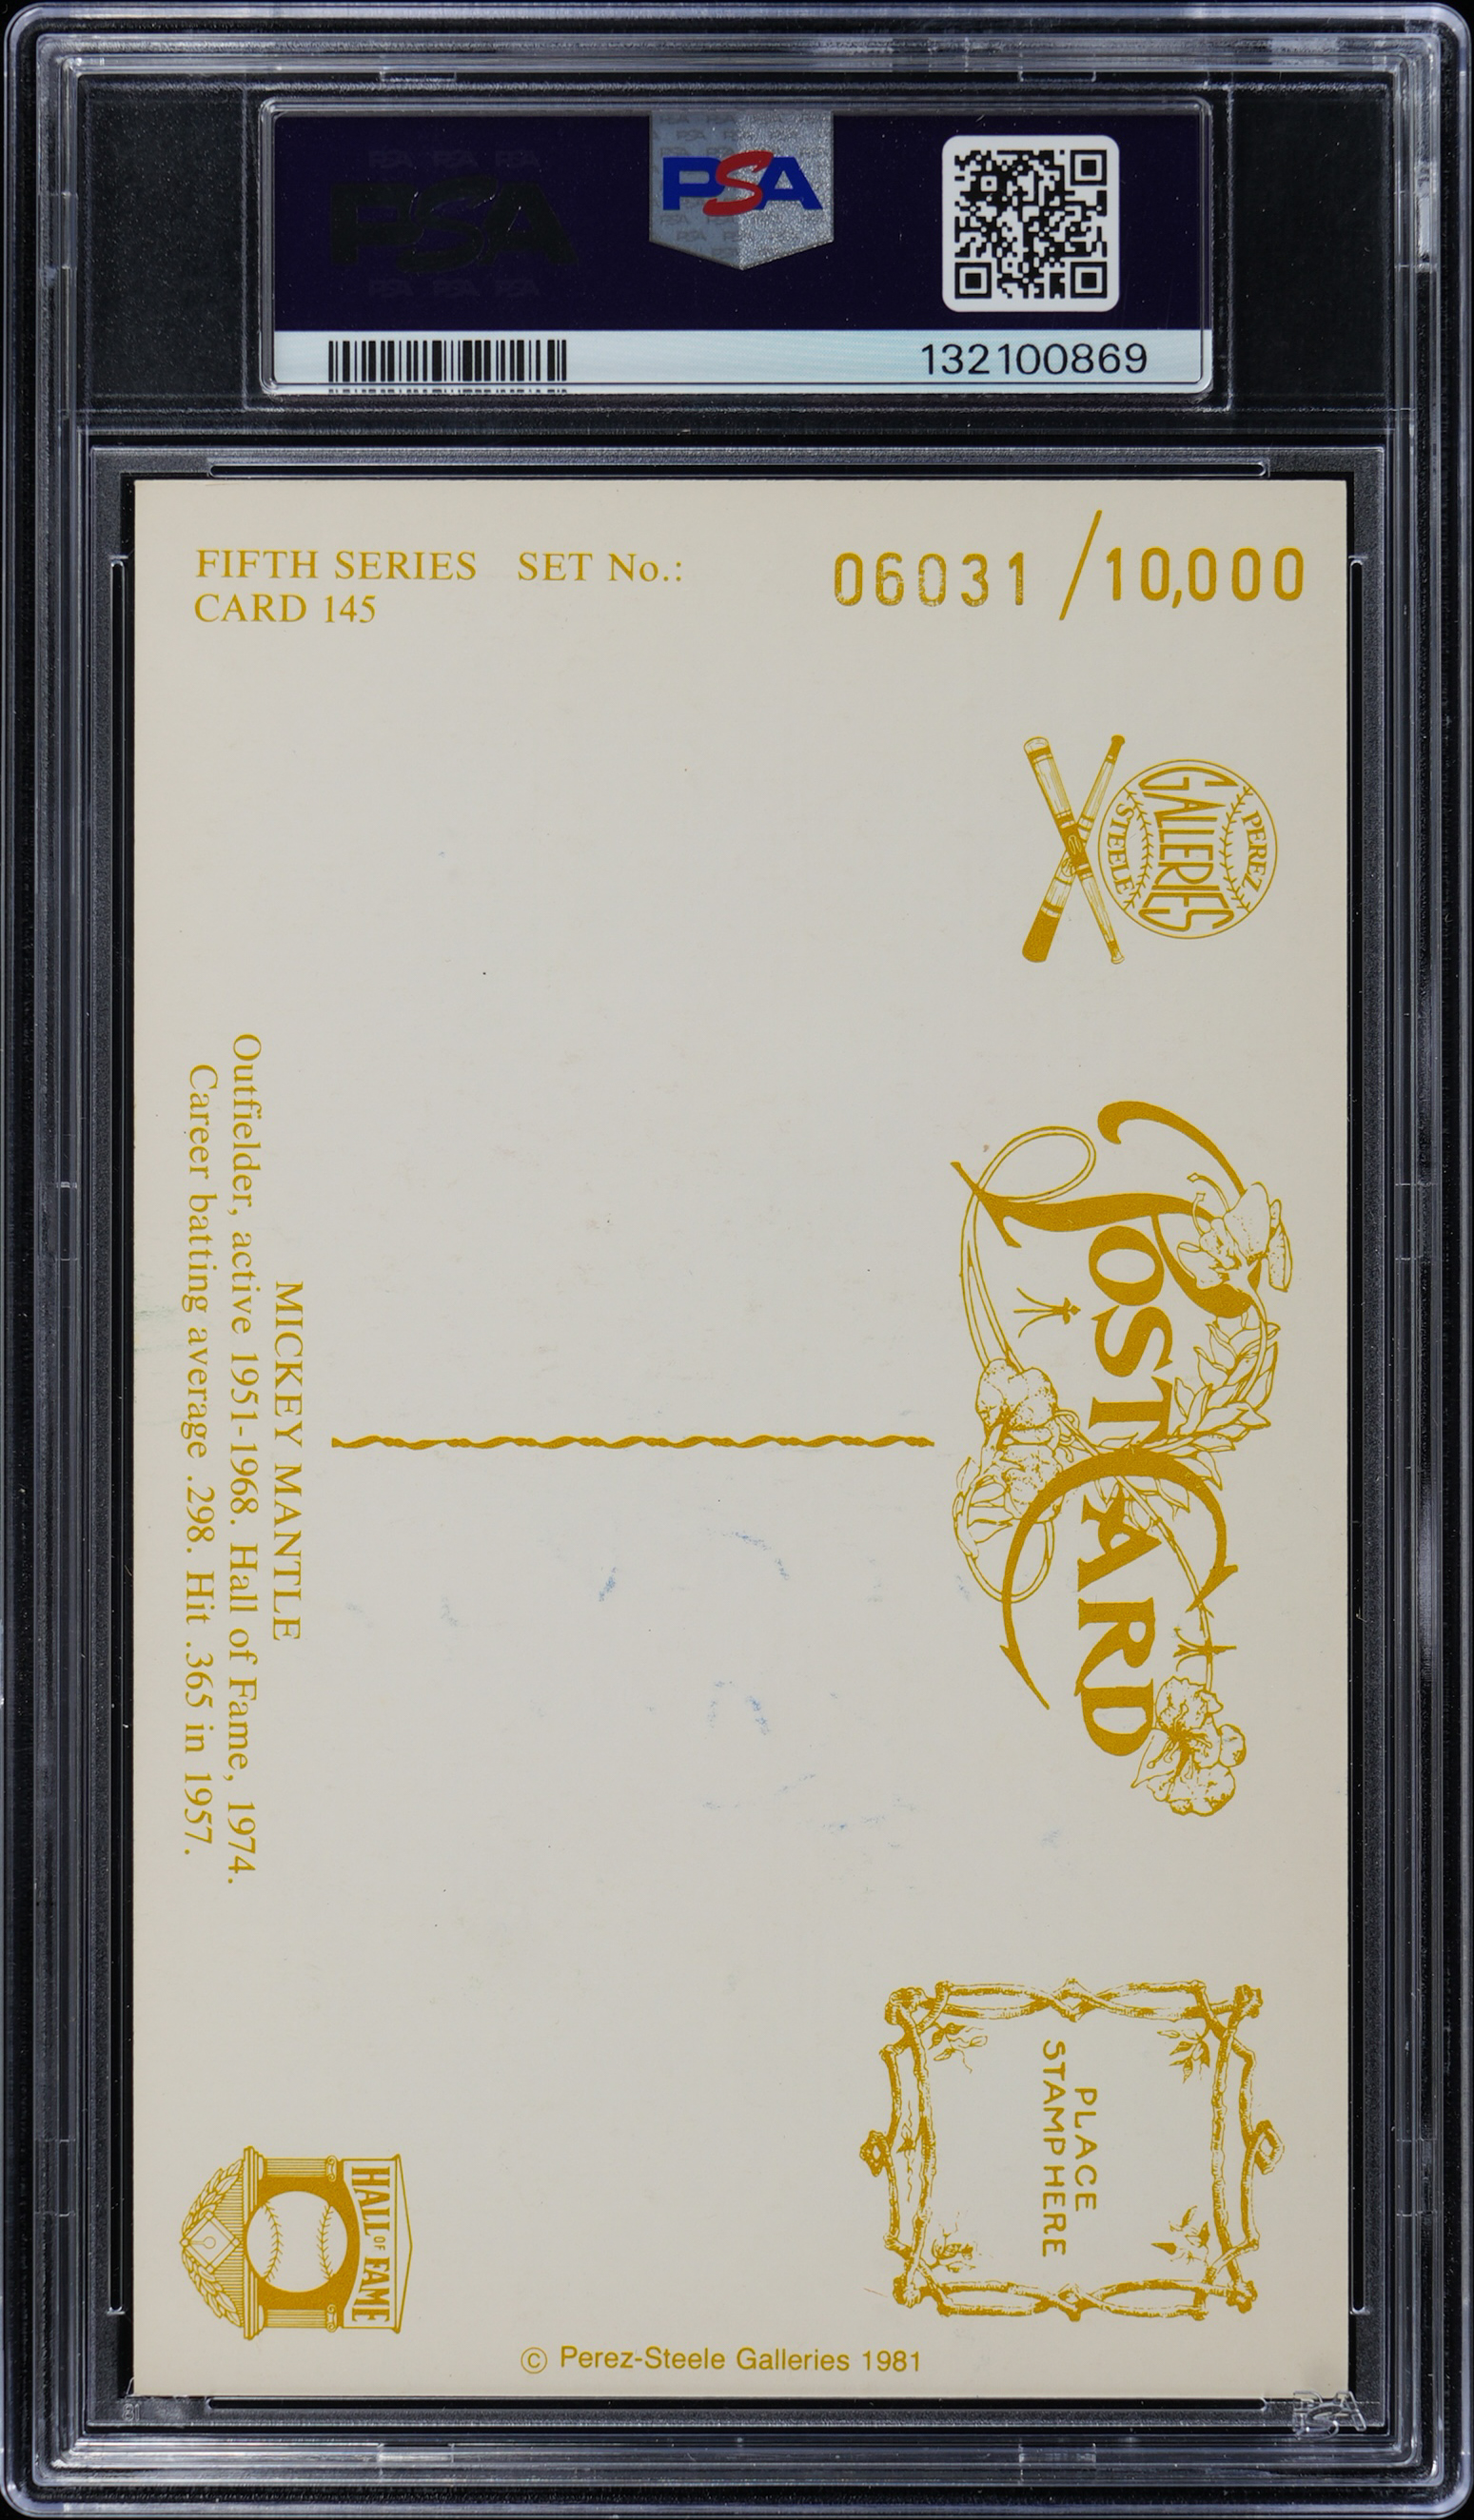 PSA
PSA
132100869
FIFTH SERIES SET No.:
06031/10,000
CARD 145
PEREZ
GALLERIES
STEELE
POST CARD
MICKEY MANTLE
Outfielder, active 1951-1968. Hall of Fame, 1974.
Career batting average .298. Hit .365 in 1957.
PLACE
STAMP HERE
HALL OF FAME
© Perez-Steele Galleries 1981
PSA